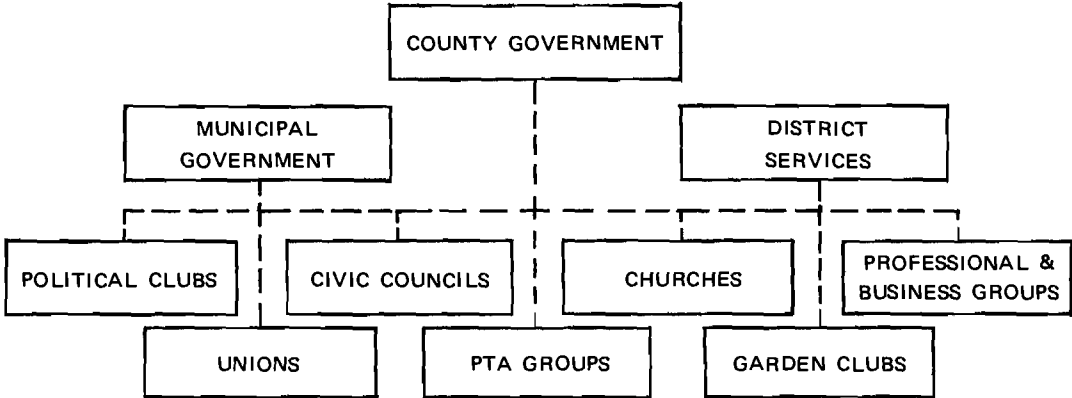 COUNTY GOVERNMENT
MUNICIPAL
GOVERNMENT
DISTRICT
SERVICES
POLITICAL CLUBS
CIVIC COUNCILS
CHURCHES
PROFESSIONAL &
BUSINESS GROUPS
UNIONS
PTA GROUPS
GARDEN CLUBS